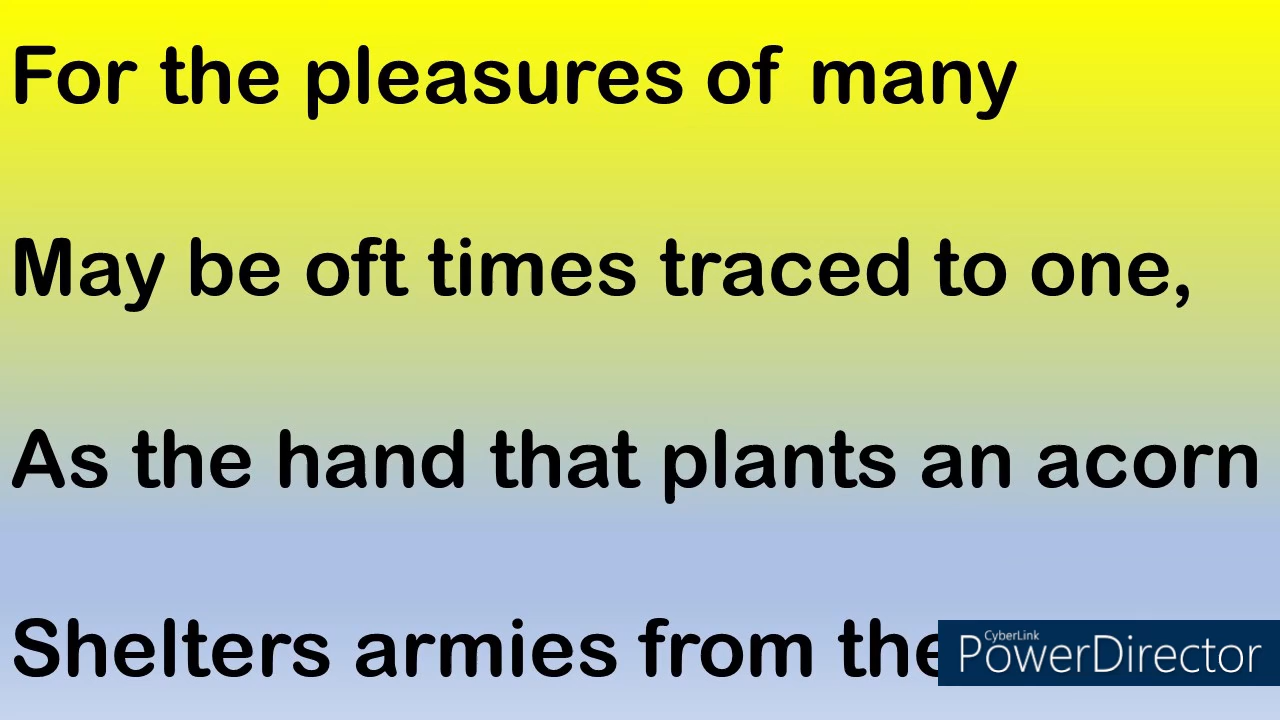 For the pleasures of many
May be oft times traced to one,
As the hand that plants an acorn
Shelters armies from the
CyberLink
PowerDirector